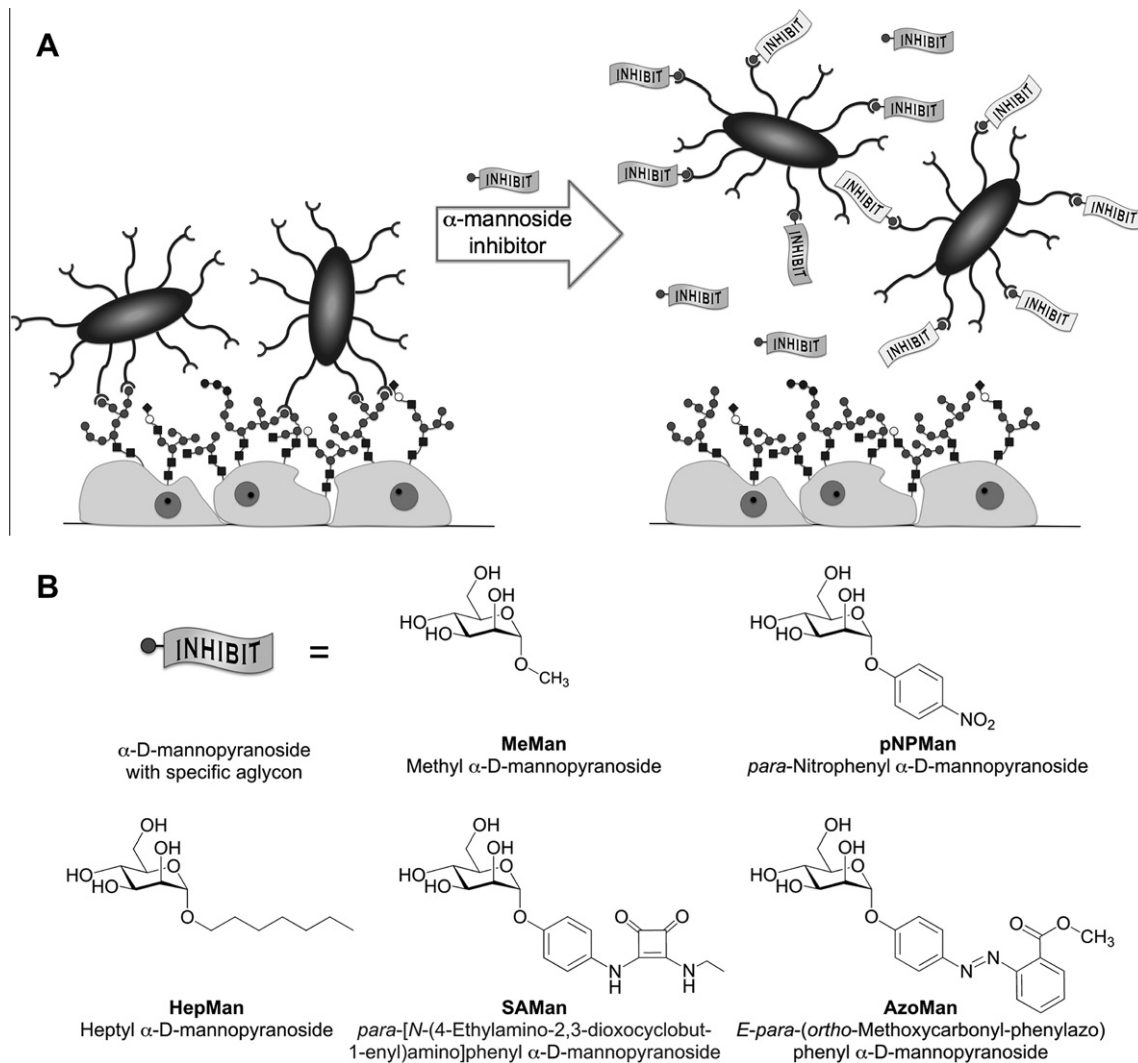 A
INHIBIT
INHIBIT
INHIBIT
INHIBIT
INHIBIT
INHIBIT
INHIBIT
α-mannoside
inhibitor
INHIBIT
INHIBIT
INHIBIT
INHIBIT
INHIBIT
INHIBIT
INHIBIT
INHIBIT
B
INHIBIT
=
α-D-mannopyranoside
with specific aglycon
OH
OH
HO
HO
O
O
CH3
MeMan
Methyl α-D-mannopyranoside
OH
OH
HO
HO
O
O
NO2
pNPMan
para-Nitrophenyl α-D-mannopyranoside
OH
OH
HO
HO
O
O
HepMan
Heptyl α-D-mannopyranoside
OH
OH
HO
HO
O
O
O
O
N
H
N
H
SAMan
para-[N-(4-Ethylamino-2,3-dioxocyclobut-
1-enyl)amino]phenyl α-D-mannopyranoside
OH
OH
HO
HO
O
O
N
N
O
O
CH3
AzoMan
E-para-(ortho-Methoxycarbonyl-phenylazo)
phenyl α-D-mannopyranoside